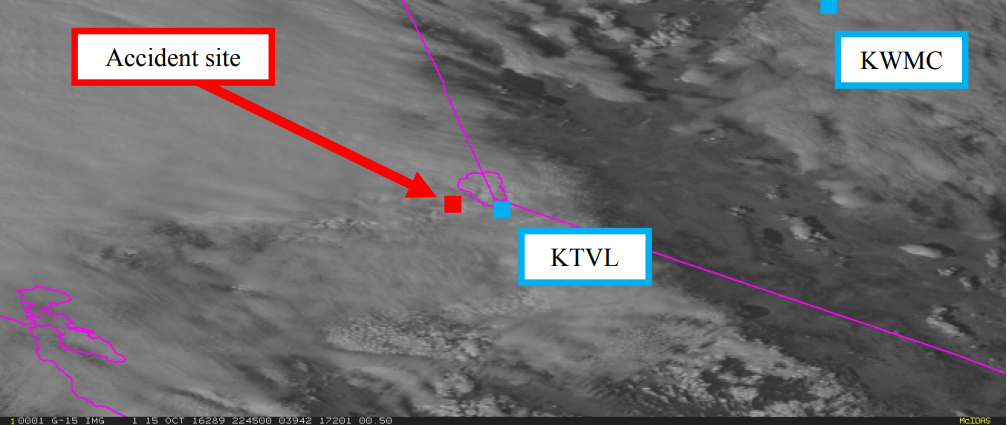 Accident site
KWMC
KTVL
1 0001 G-15 IMG 1 15 OCT 16289 224500 03942 17201 00.50
McIDAS